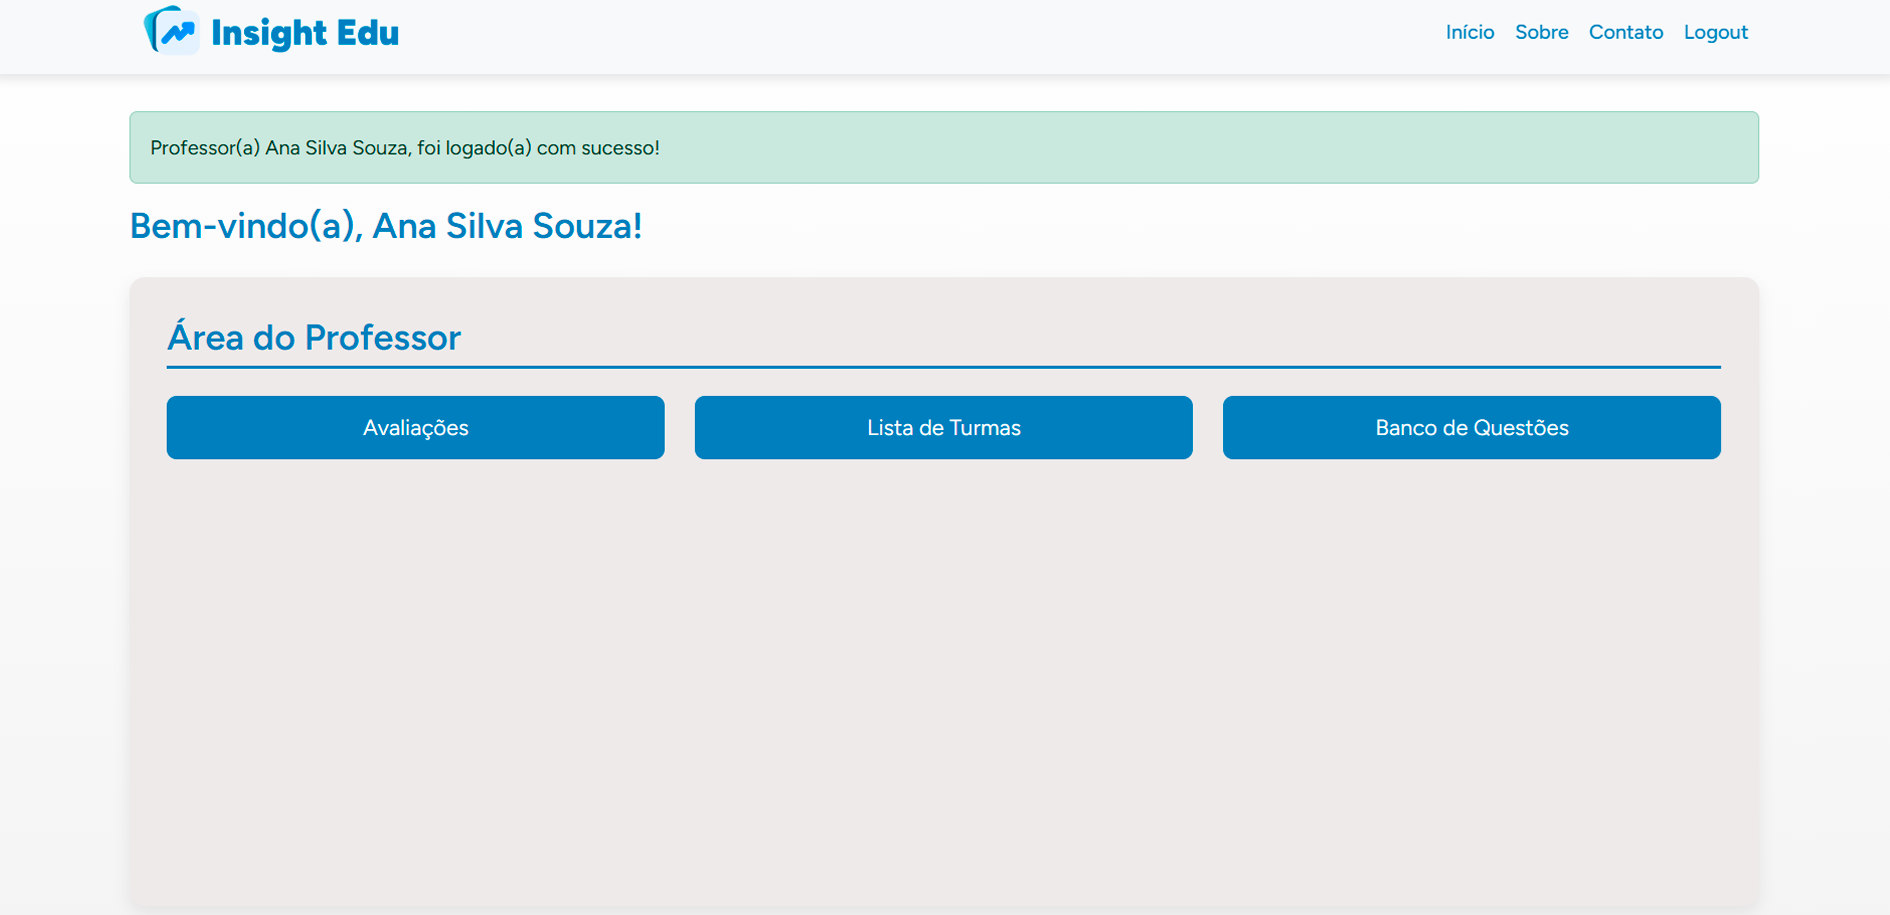 Insight Edu
Início Sobre Contato Logout
Professor(a) Ana Silva Souza, foi logado(a) com sucesso!
Bem-vindo(a), Ana Silva Souza!
Área do Professor
Avaliações
Lista de Turmas
Banco de Questões